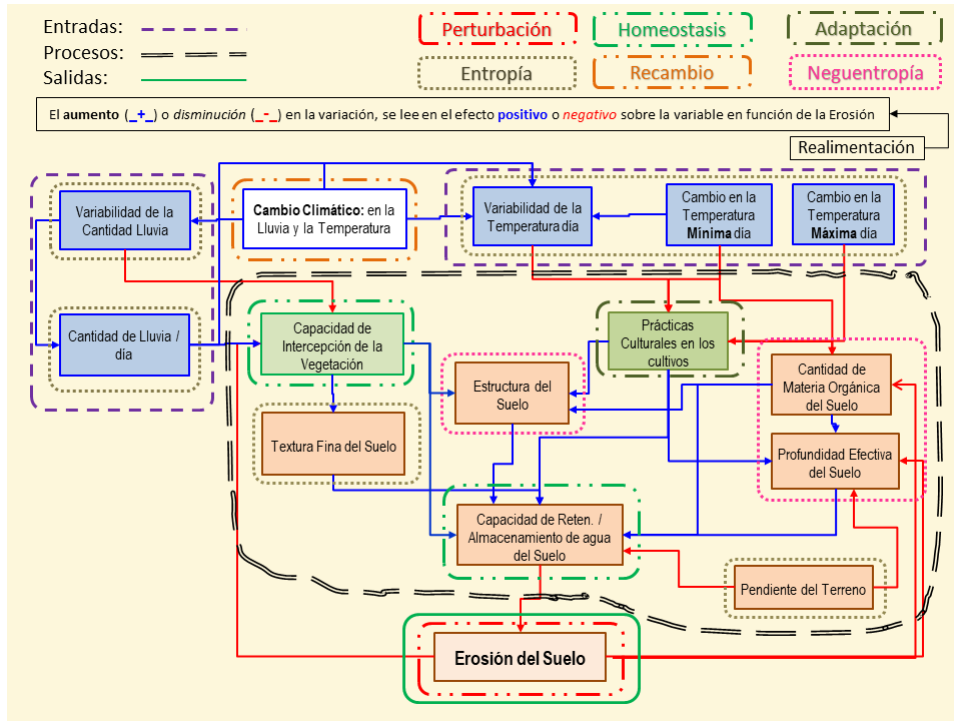 Entradas:
Procesos:
Salidas:
Perturbación
Homeostasis
Adaptación
Entropía
Recambio
Neguentropía
El aumento (_+_) o disminución (_-_) en la variación, se lee en el efecto positivo o negativo sobre la variable en función de la Erosión
Realimentación
Variabilidad de la
Cantidad Lluvia
Cambio Climático: en la
Lluvia y la Temperatura
Variabilidad de la
Temperatura día
Cambio en la
Temperatura
Mínima día
Cambio en la
Temperatura
Máxima día
Cantidad de Lluvia /
día
Capacidad de
Intercepción de la
Vegetación
Prácticas
Culturales en los
cultivos
Estructura del
Suelo
Cantidad de
Materia Orgánica
del Suelo
Textura Fina del Suelo
Profundidad Efectiva
del Suelo
Capacidad de Reten. /
Almacenamiento de agua
del Suelo
Pendiente del Terreno
Erosión del Suelo